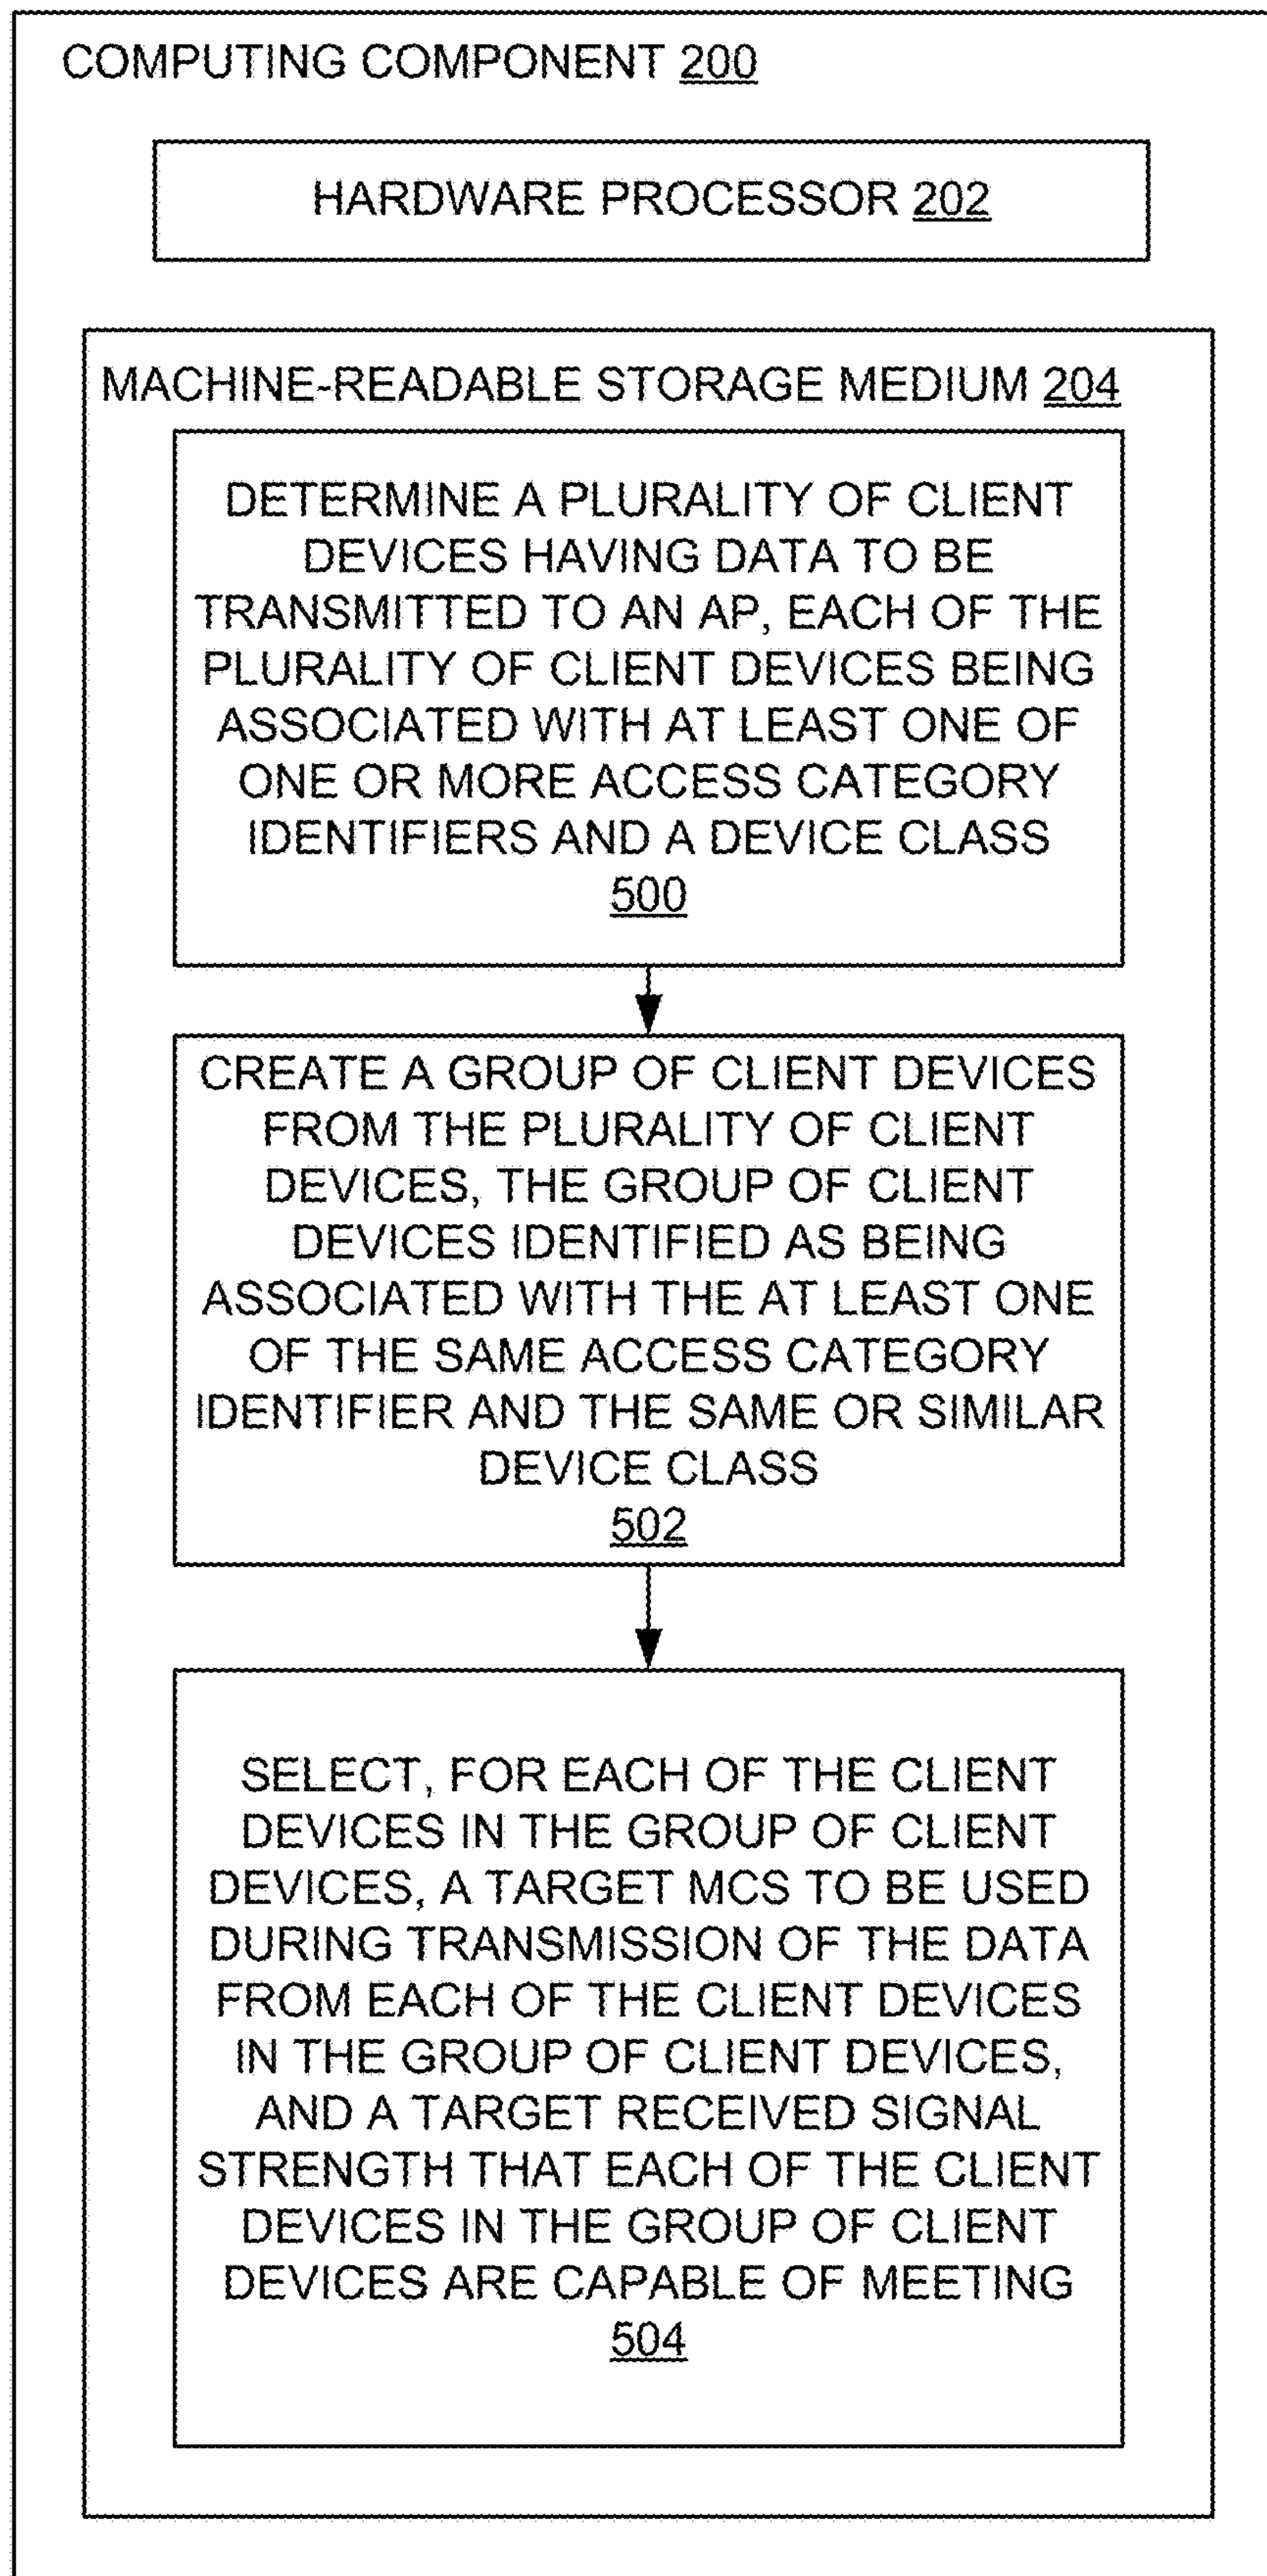 COMPUTING COMPONENT 200
HARDWARE PROCESSOR 202
MACHINE-READABLE STORAGE MEDIUM 204
DETERMINE A PLURALITY OF CLIENT
DEVICES HAVING DATA TO BE
TRANSMITTED TO AN AP, EACH OF THE
PLURALITY OF CLIENT DEVICES BEING
ASSOCIATED WITH AT LEAST ONE OF
ONE OR MORE ACCESS CATEGORY
IDENTIFIERS AND A DEVICE CLASS
500
CREATE A GROUP OF CLIENT DEVICES
FROM THE PLURALITY OF CLIENT
DEVICES, THE GROUP OF CLIENT
DEVICES IDENTIFIED AS BEING
ASSOCIATED WITH THE AT LEAST ONE
OF THE SAME ACCESS CATEGORY
IDENTIFIER AND THE SAME OR SIMILAR
DEVICE CLASS
502
SELECT, FOR EACH OF THE CLIENT
DEVICES IN THE GROUP OF CLIENT
DEVICES, A TARGET MCS TO BE USED
DURING TRANSMISSION OF THE DATA
FROM EACH OF THE CLIENT DEVICES
IN THE GROUP OF CLIENT DEVICES,
AND A TARGET RECEIVED SIGNAL
STRENGTH THAT EACH OF THE CLIENT
DEVICES IN THE GROUP OF CLIENT
DEVICES ARE CAPABLE OF MEETING
504